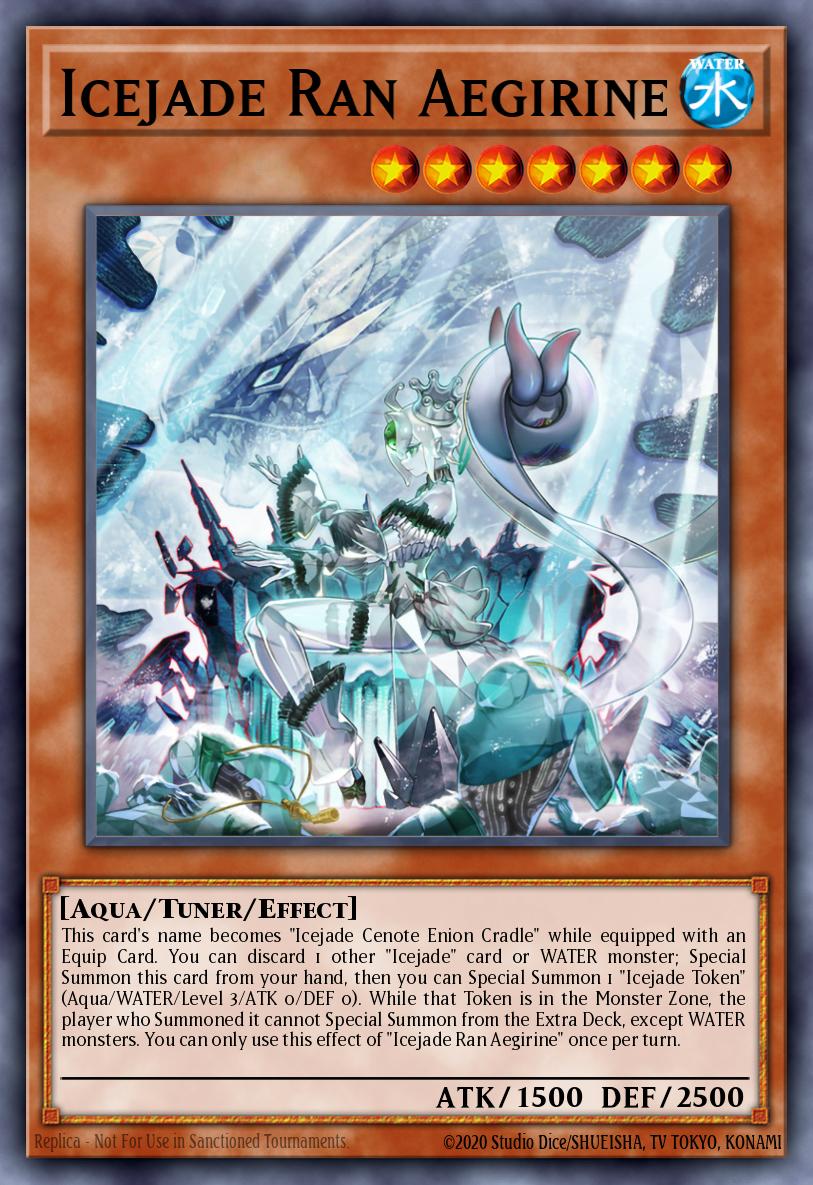 Icejade Ran Aegirine
WATER
水
[Aqua/Tuner/Effect]
This card's name becomes "Icejade Cenote Enion Cradle" while equipped with an
Equip Card. You can discard 1 other "Icejade" card or WATER monster; Special
Summon this card from your hand, then you can Special Summon 1 "Icejade Token"
(Aqua/WATER/Level 3/ATK 0/DEF 0). While that Token is in the Monster Zone, the
player who Summoned it cannot Special Summon from the Extra Deck, except WATER
monsters. You can only use this effect of "Icejade Ran Aegirine" once per turn.
ATK/1500 DEF/2500
Replica - Not For Use in Sanctioned Tournaments.
©2020 Studio Dice/SHUEISHA, TV TOKYO, KONAMI